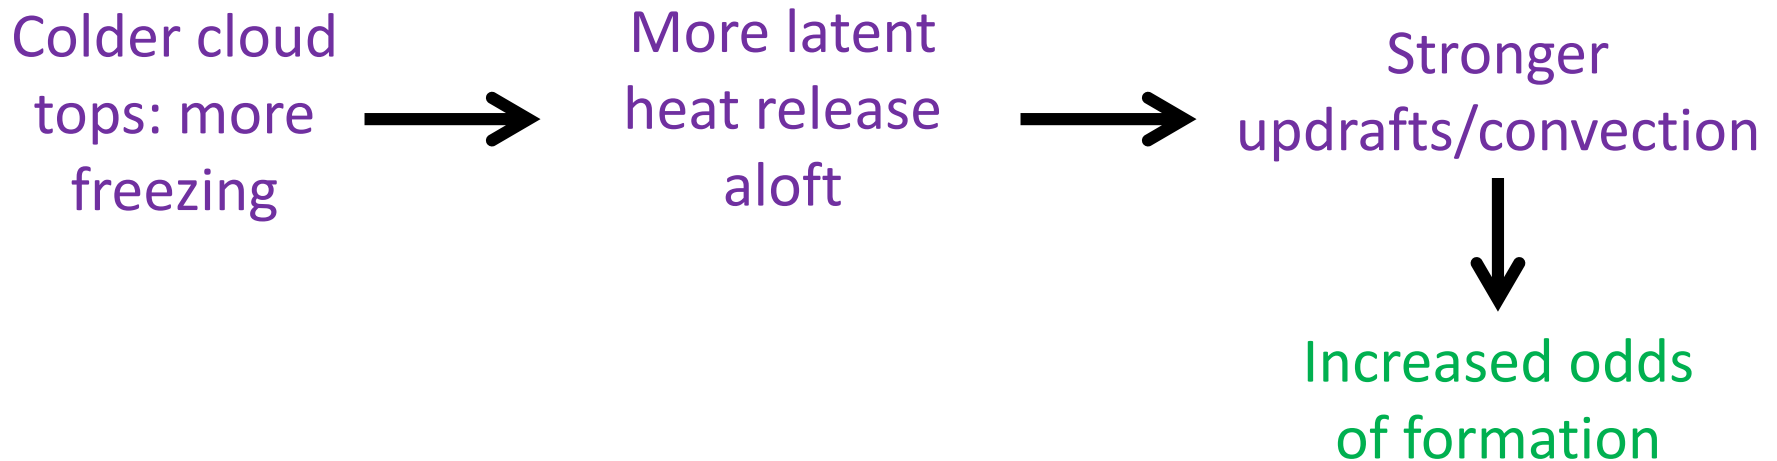 Colder cloud
tops: more
freezing
More latent
heat release
aloft
Stronger
updrafts/convection
Increased odds
of formation